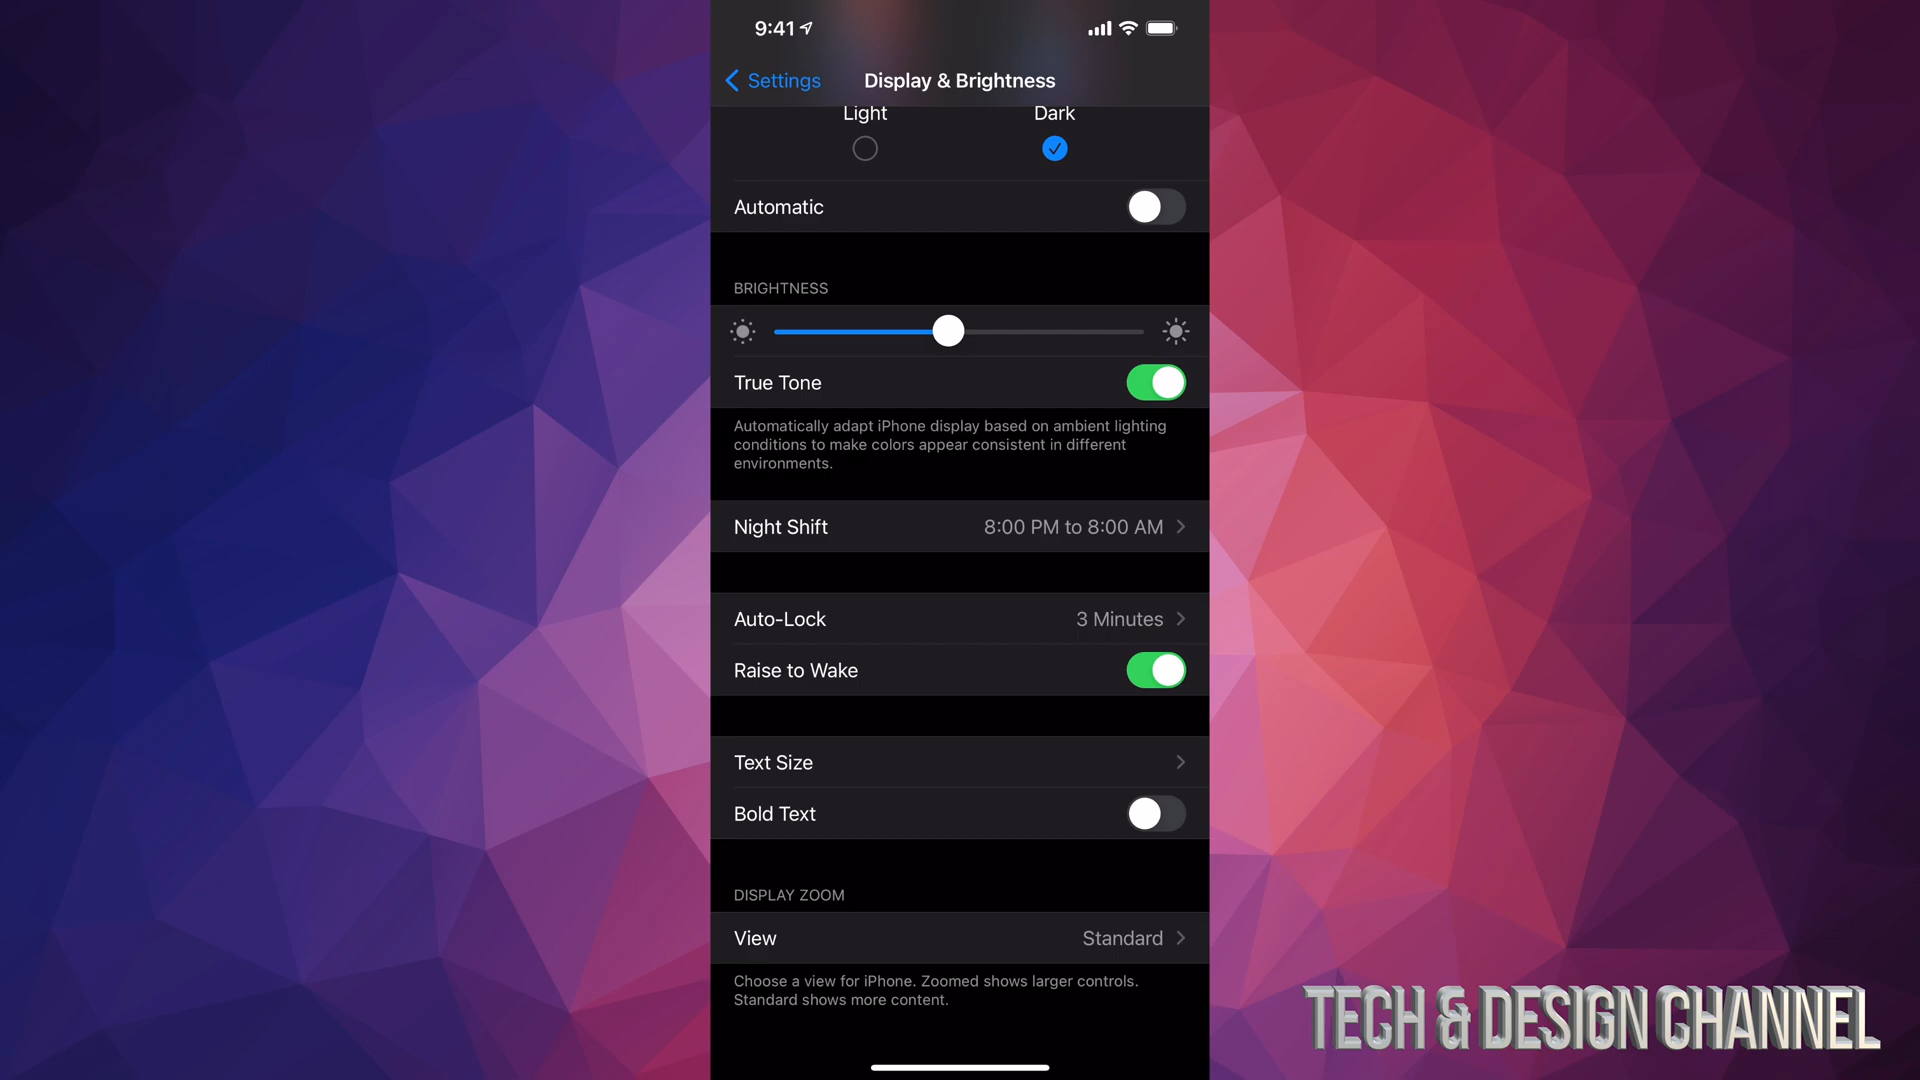 9:41
Settings
Display & Brightness
Light
Dark
Automatic
BRIGHTNESS
True Tone
Automatically adapt iPhone display based on ambient lighting
conditions to make colors appear consistent in different
environments.
Night Shift
8:00 PM to 8:00 AM
Auto-Lock
3 Minutes
Raise to Wake
Text Size
Bold Text
DISPLAY ZOOM
View
Standard
Choose a view for iPhone. Zoomed shows larger controls.
Standard shows more content.
TECH & DESIGN CHANNEL